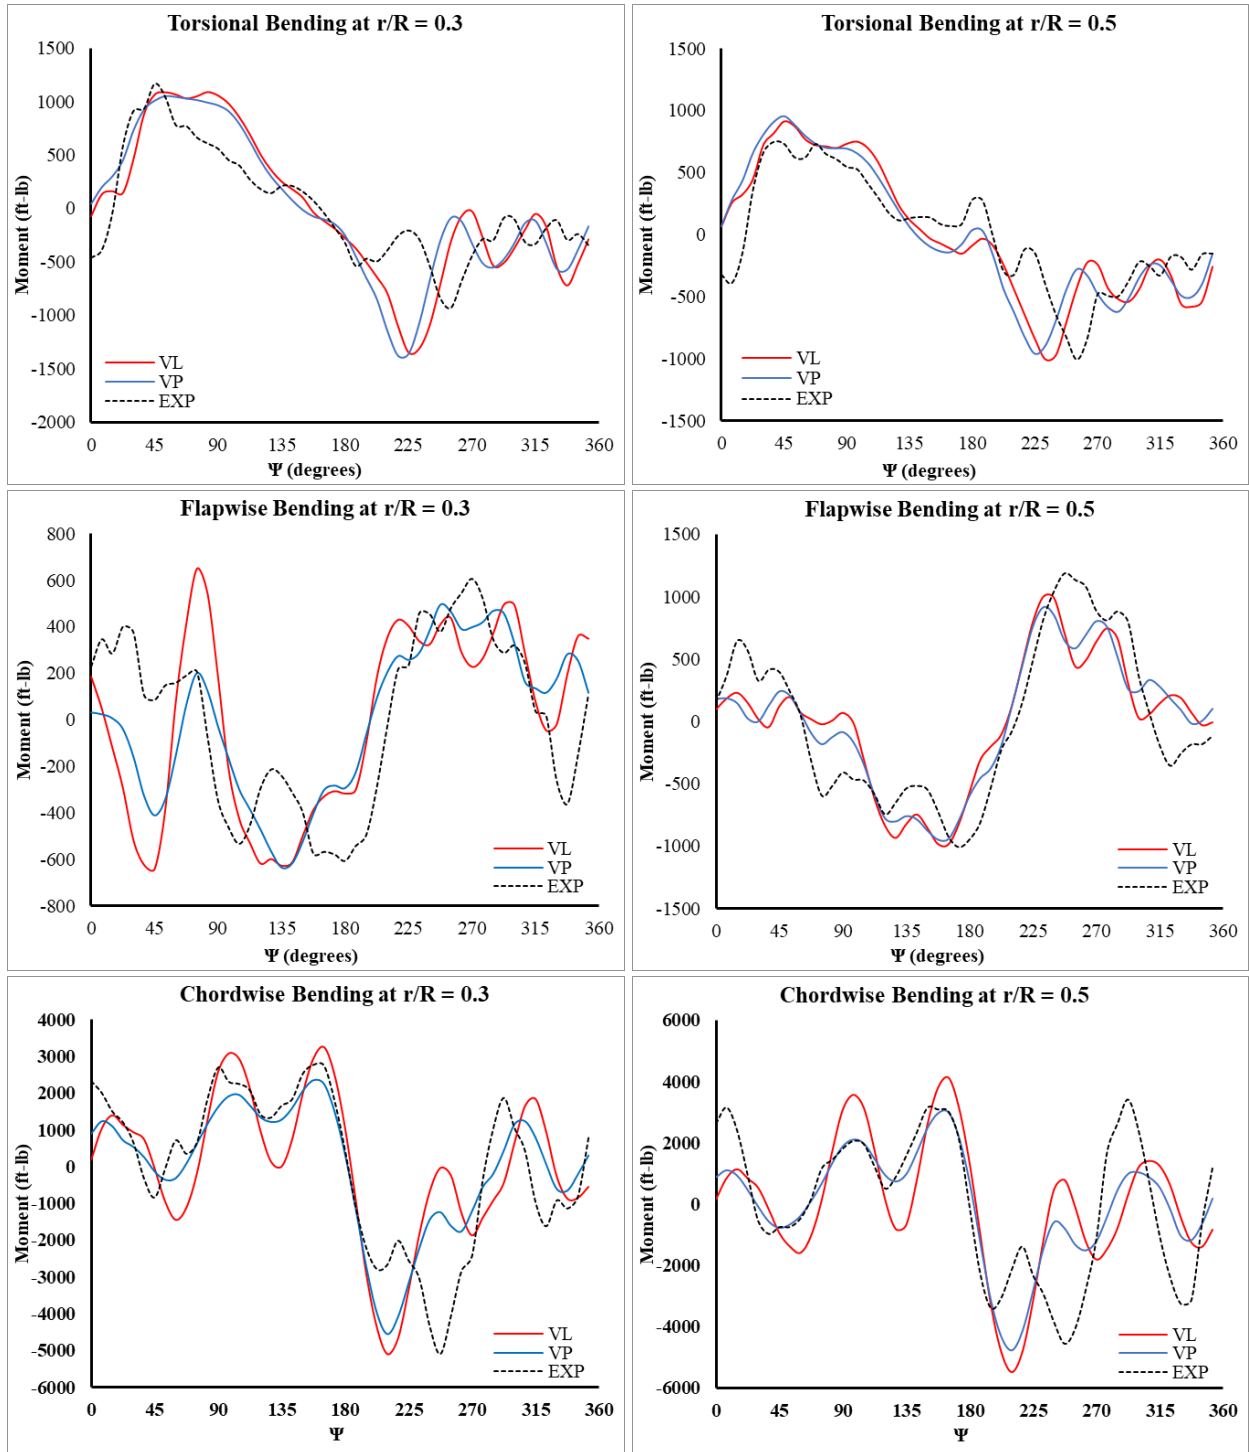 Torsional Bending at r/R = 0.3
1500
1000
500
0
-500
-1000
-1500
-2000
Moment (ft-lb)
VL
VP
EXP
0 45 90 135 180 225 270 315 360
Ψ (degrees)
Torsional Bending at r/R = 0.5
1500
1000
500
0
-500
-1000
-1500
Moment (ft-lb)
VL
VP
EXP
0 45 90 135 180 225 270 315 360
Ψ (degrees)
Flapwise Bending at r/R = 0.3
800
600
400
200
0
-200
-400
-600
-800
Moment (ft-lb)
VL
VP
EXP
0 45 90 135 180 225 270 315 360
Ψ (degrees)
Flapwise Bending at r/R = 0.5
1500
1000
500
0
-500
-1000
-1500
Moment (ft-lb)
VL
VP
EXP
0 45 90 135 180 225 270 315 360
Ψ (degrees)
Chordwise Bending at r/R = 0.3
4000
3000
2000
1000
0
-1000
-2000
-3000
-4000
-5000
-6000
Moment (ft-lb)
VL
VP
EXP
0 45 90 135 180 225 270 315 360
Ψ
Chordwise Bending at r/R = 0.5
6000
4000
2000
0
-2000
-4000
-6000
Moment (ft-lb)
VL
VP
EXP
0 45 90 135 180 225 270 315 360
Ψ